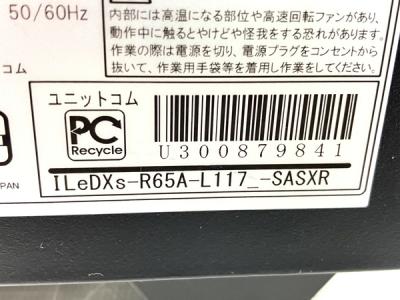 50/60Hz
コム
内部には高温になる部位や高速回転ファンがあり、
動作中に触るとやけどや怪我をする恐れがあります。
作業の際は電源を切り、電源プラグをコンセントから
抜いて、作業用手袋等を着用し作業をしてください。
ユニットコム
PC
Recycle
U300879841
PAN
ILeDXs-R65A-L117_-SASXR